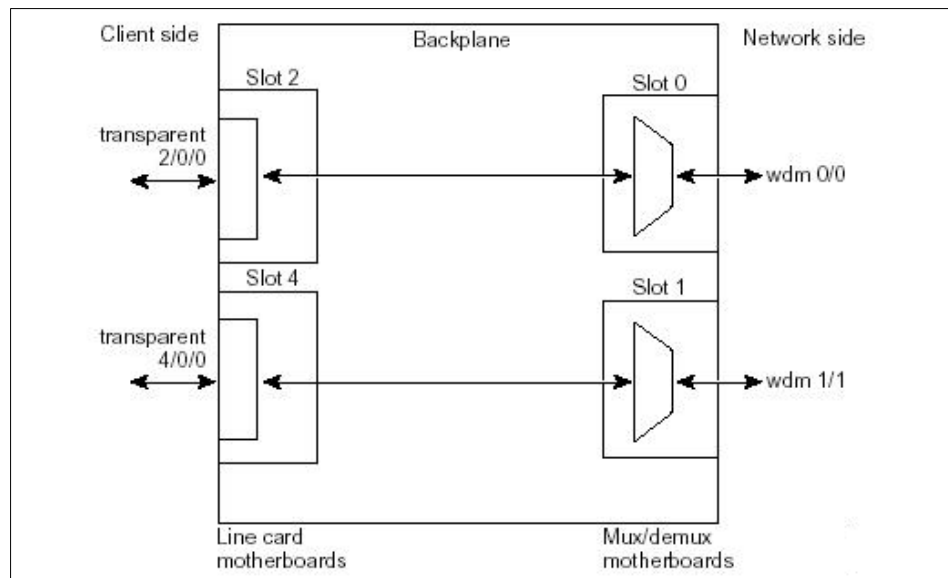 Client side
Backplane
Network side
Slot 2
Slot 0
transparent
2/0/0
wdm 0/0
Slot 4
Slot 1
transparent
4/0/0
wdm 1/1
Line card
motherboards
Mux/demux
motherboards